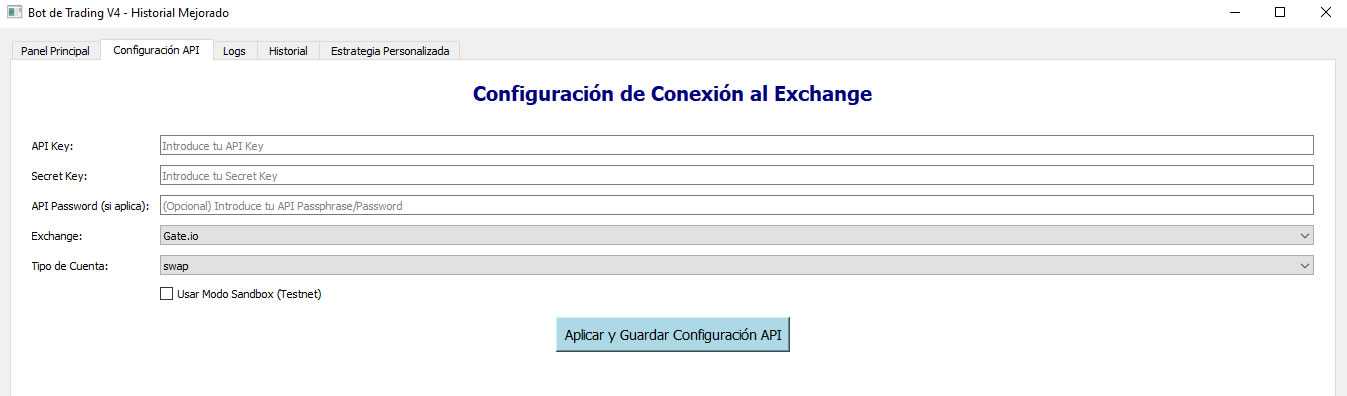 Bot de Trading V4 - Historial Mejorado
Panel Principal Configuración API Logs Historial Estrategia Personalizada
Configuración de Conexión al Exchange
API Key: Introduce tu API Key
Secret Key: Introduce tu Secret Key
API Password (si aplica): (Opcional) Introduce tu API Passphrase/Password
Exchange: Gate.io
Tipo de Cuenta: swap
Usar Modo Sandbox (Testnet)
Aplicar y Guardar Configuración API